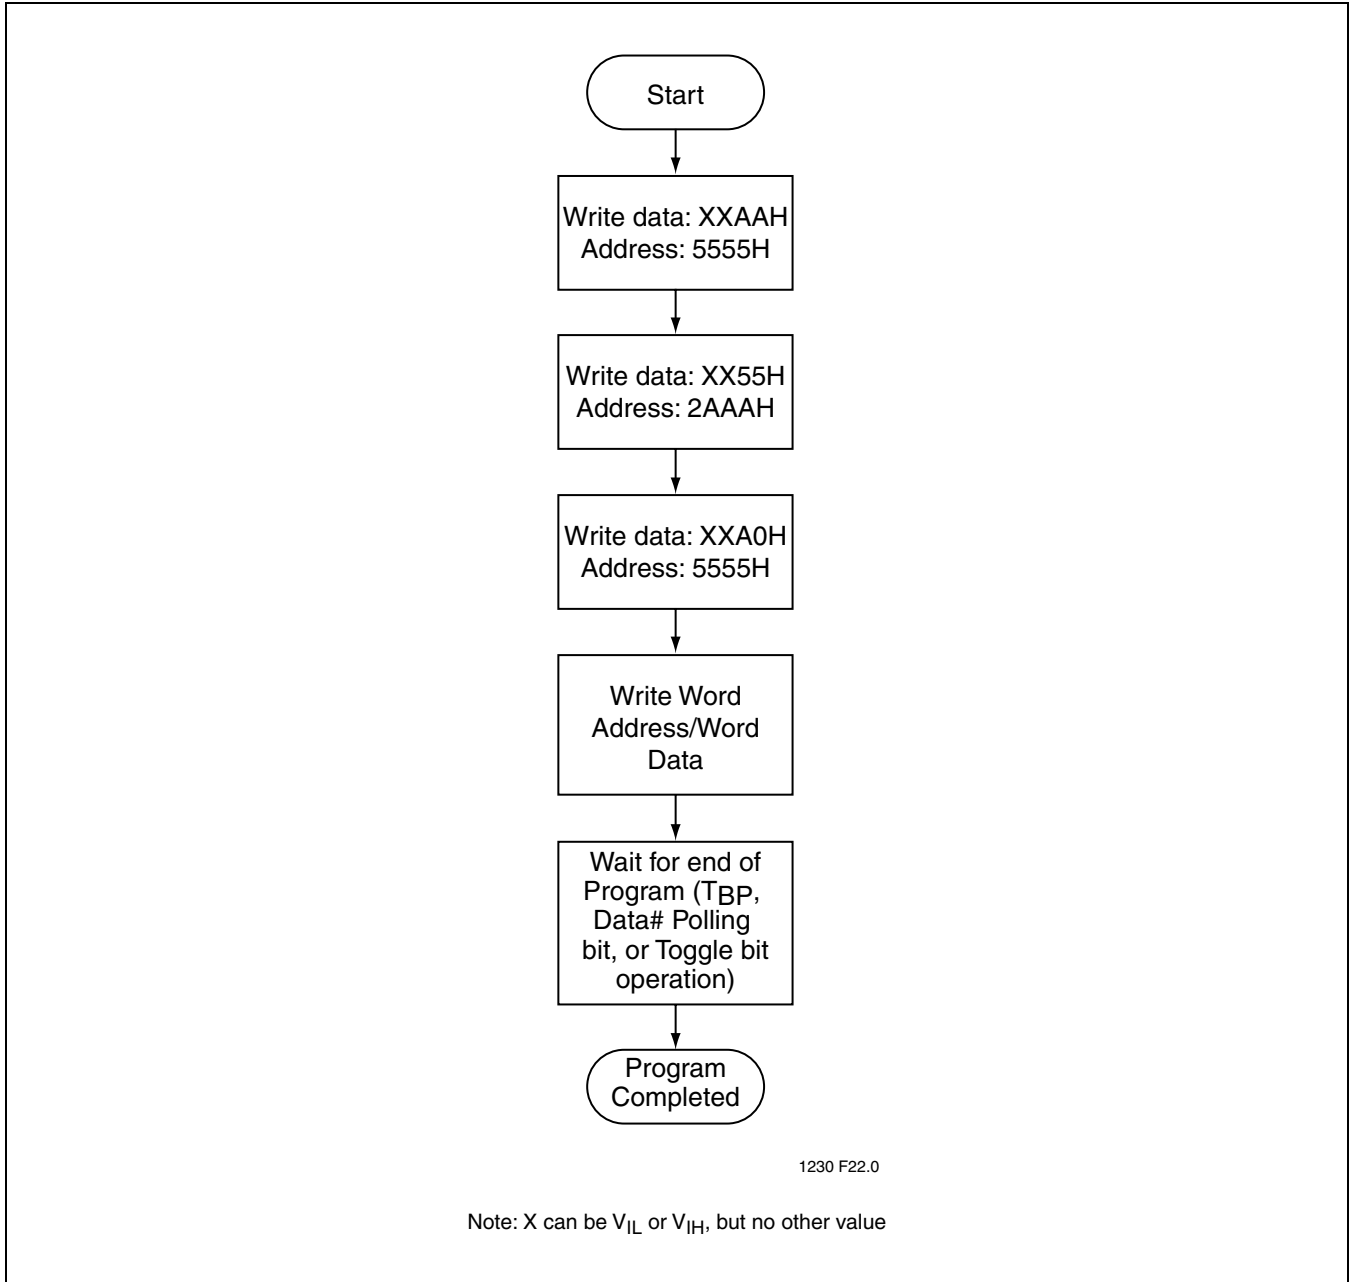 Start
Write data: XXAAH
Address: 5555H
Write data: XX55H
Address: 2AAAH
Write data: XXA0H
Address: 5555H
Write Word
Address/Word
Data
Wait for end of
Program (TBP,
Data# Polling
bit, or Toggle bit
operation)
Program
Completed
1230 F22.0
Note: X can be VIL or VIH, but no other value